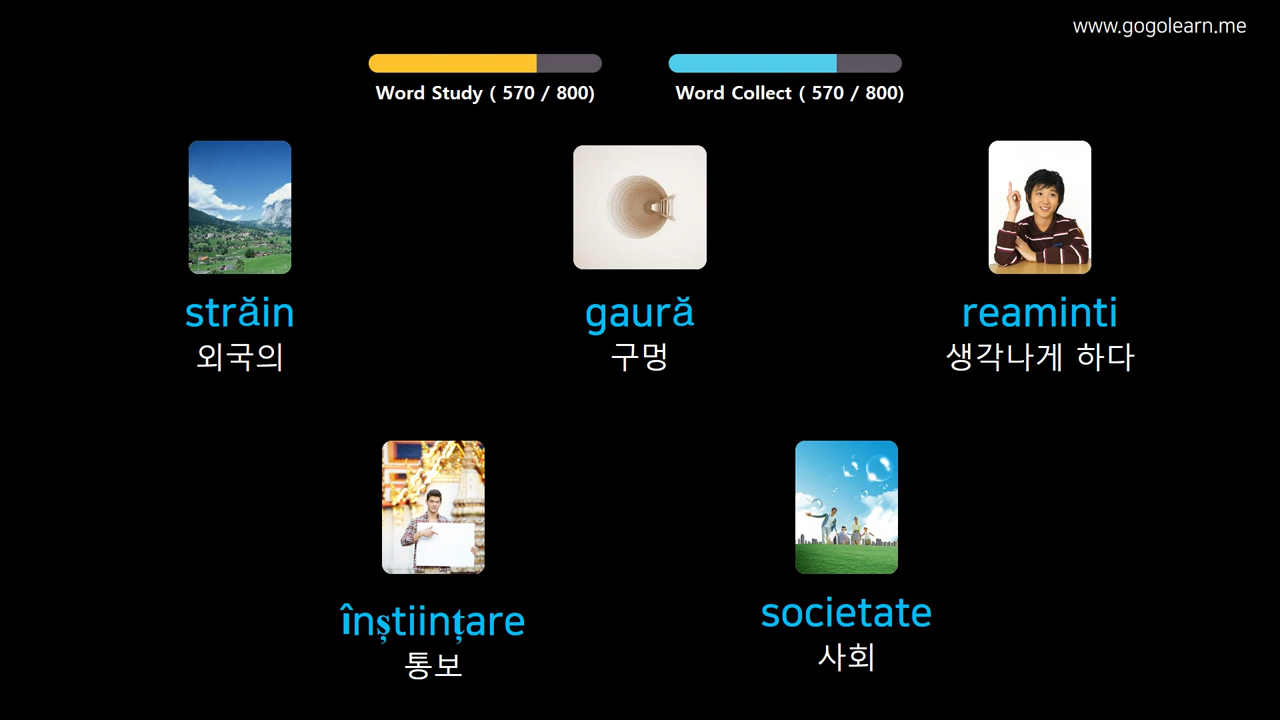 www.gogolearn.me
Word Study ( 570 / 800)
Word Collect ( 570 / 800)
străin
외국의
gaură
구멍
reaminti
생각나게 하다
înștiințare
통보
societate
사회